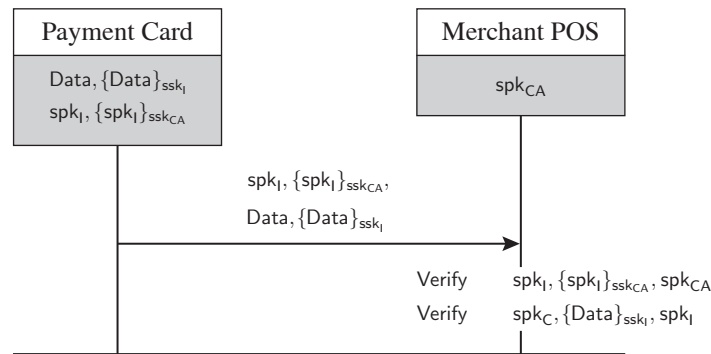 Payment Card
Merchant POS
Data, {Data}ssk_I
spk_I, {spk_I}ssk_CA
spk_CA
spk_I, {spk_I}ssk_CA,
Data, {Data}ssk_I
Verify spk_I, {spk_I}ssk_CA, spk_CA
Verify spk_C, {Data}ssk_I, spk_I